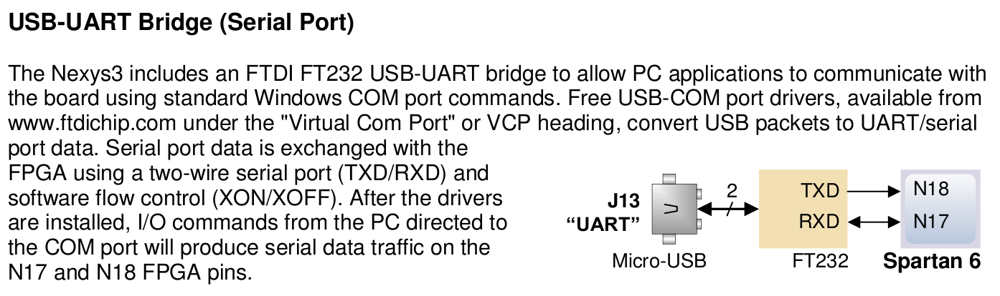 USB-UART Bridge (Serial Port)
The Nexys3 includes an FTDI FT232 USB-UART bridge to allow PC applications to communicate with
the board using standard Windows COM port commands. Free USB-COM port drivers, available from
www.ftdichip.com under the "Virtual Com Port" or VCP heading, convert USB packets to UART/serial
port data. Serial port data is exchanged with the
FPGA using a two-wire serial port (TXD/RXD) and
software flow control (XON/XOFF). After the drivers
are installed, I/O commands from the PC directed to
the COM port will produce serial data traffic on the
N17 and N18 FPGA pins.
J13
“UART”
Micro-USB
2
TXD
RXD
FT232
N18
N17
Spartan 6